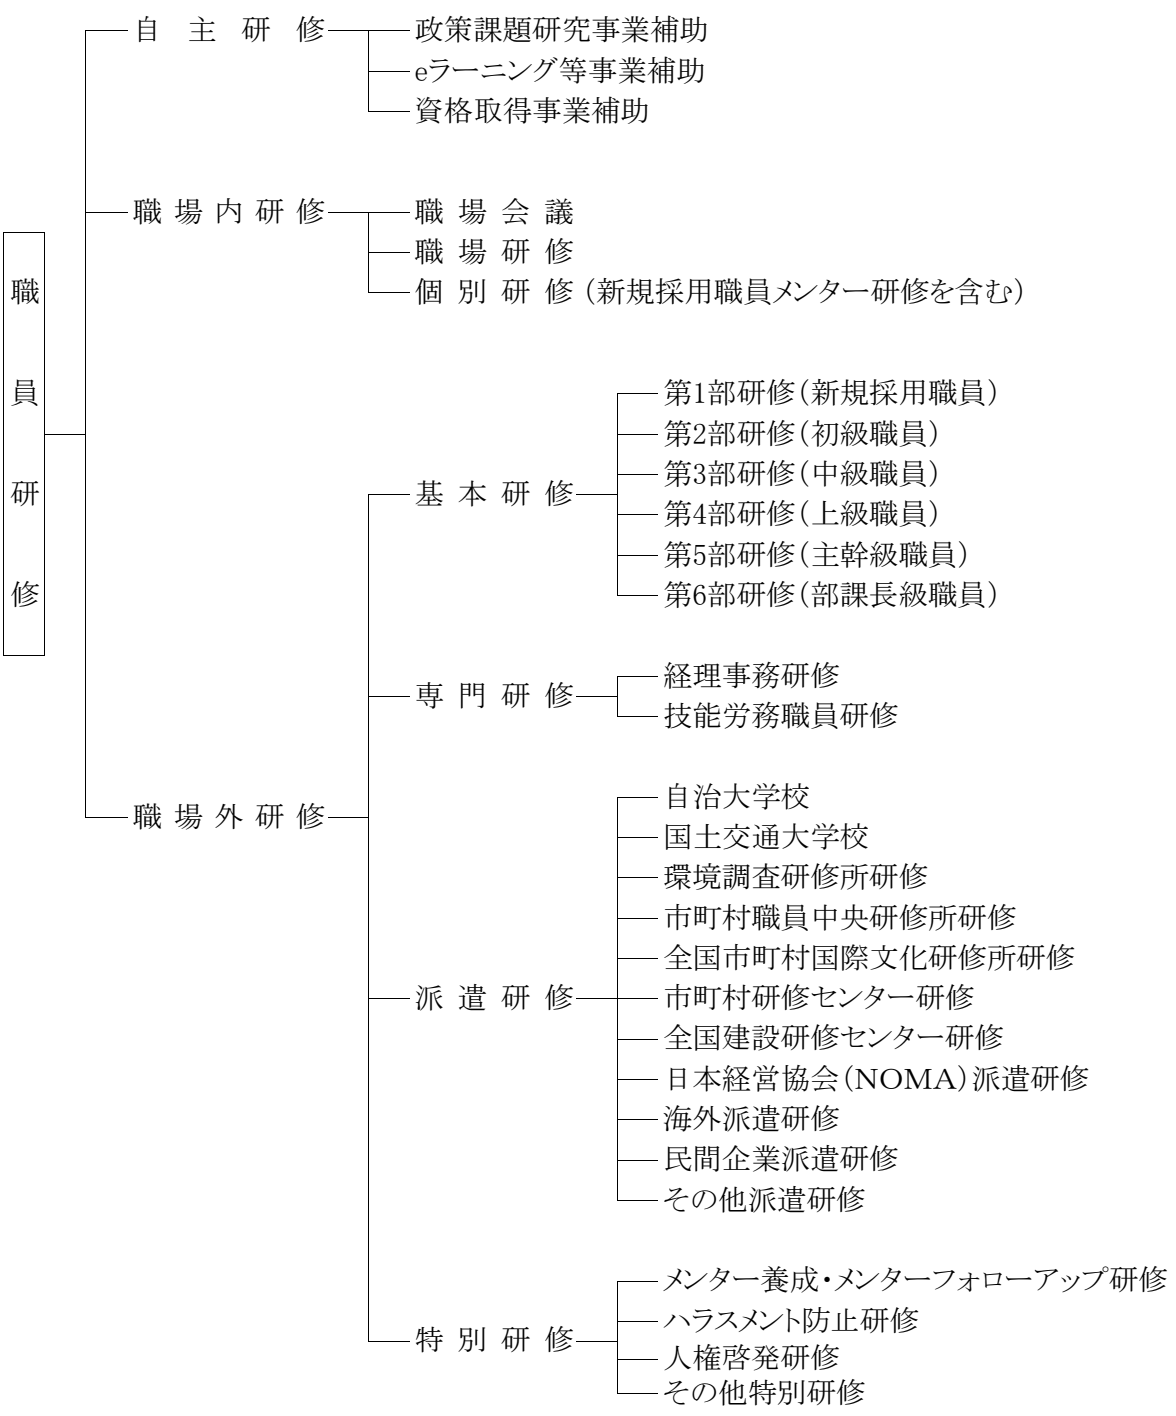 職員研修
自主研修
政策課題研究事業補助
eラーニング等事業補助
資格取得事業補助
職場内研修
職場会議
職場研修
個別研修（新規採用職員メンター研修を含む）
職場外研修
基本研修
第1部研修（新規採用職員）
第2部研修（初級職員）
第3部研修（中級職員）
第4部研修（上級職員）
第5部研修（主幹級職員）
第6部研修（部課長級職員）
専門研修
経理事務研修
技能労務職員研修
派遣研修
自治大学校
国土交通大学校
環境調査研修所研修
市町村職員中央研修所研修
全国市町村国際文化研修所研修
市町村研修センター研修
全国建設研修センター研修
日本経営協会（NOMA）派遣研修
海外派遣研修
民間企業派遣研修
その他派遣研修
特別研修
メンター養成・メンターフォローアップ研修
ハラスメント防止研修
人権啓発研修
その他特別研修